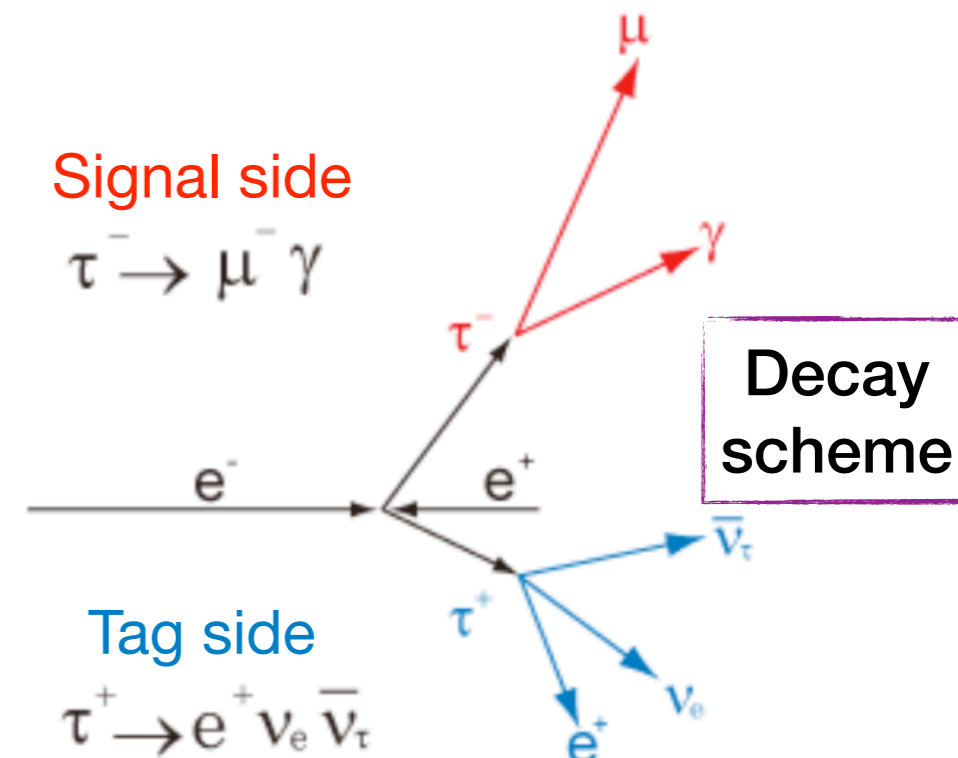 μ
Signal side
τ⁻ → μ⁻ γ
γ
τ⁻
Decay
scheme
e⁻
e⁺
ν̄τ
τ⁺
Tag side
νe
τ⁺ → e⁺ νe ν̄τ
e⁺